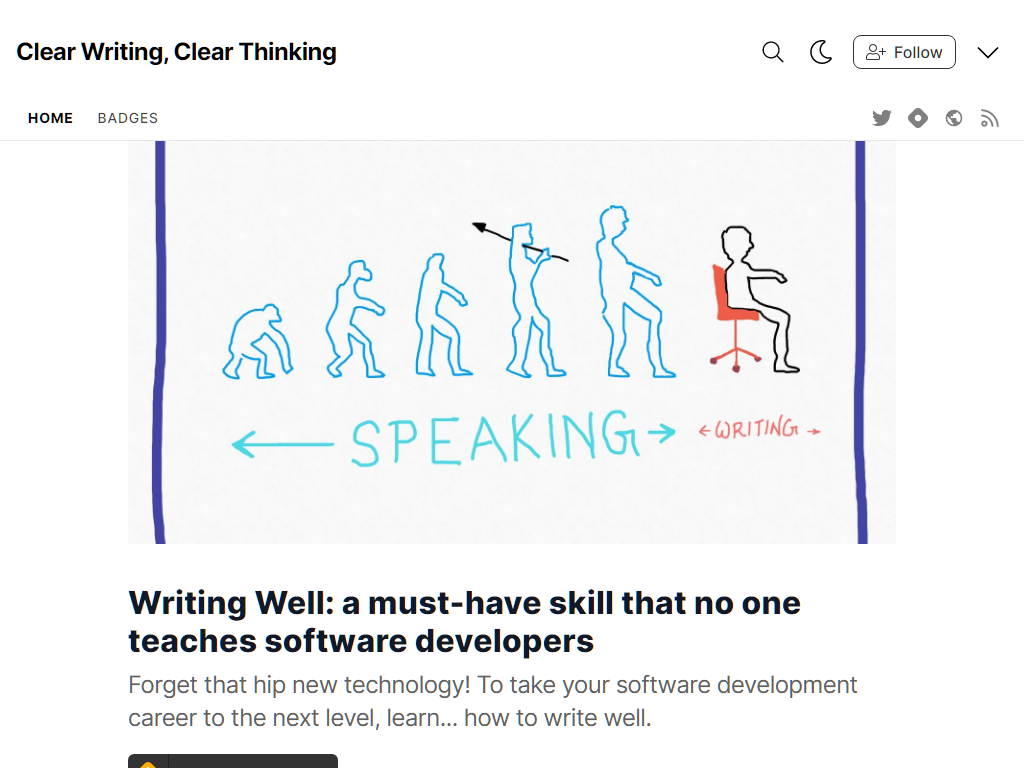 Clear Writing, Clear Thinking
Follow
HOME BADGES
SPEAKING
WRITING
Writing Well: a must-have skill that no one
teaches software developers
Forget that hip new technology! To take your software development
career to the next level, learn... how to write well.